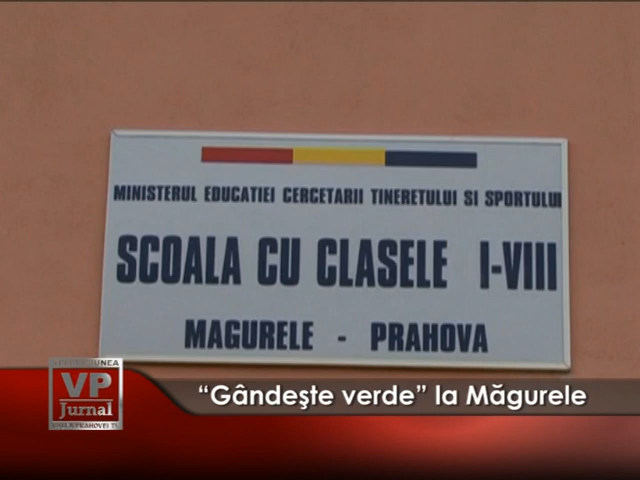 MINISTERUL EDUCATIEI CERCETARII TINERETULUI SI SPORTULUI
SCOALA CU CLASELE I-VIII
MAGURELE - PRAHOVA
VP
Jurnal
“Gândeşte verde” la Măgurele